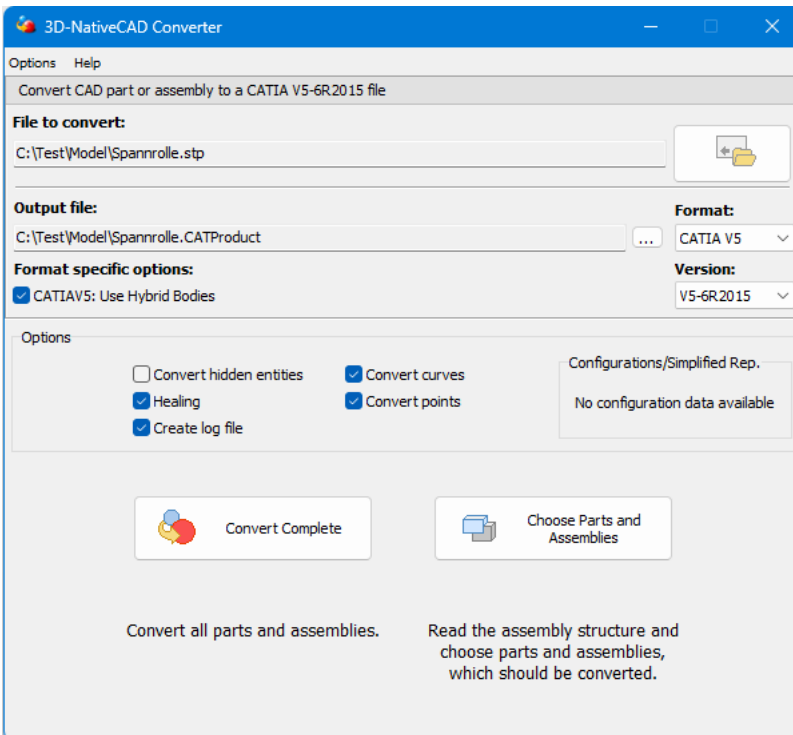 3D-NativeCAD Converter
Options Help
Convert CAD part or assembly to a CATIA V5-6R2015 file
File to convert:
C:\Test\Model\Spannrolle.stp
Output file:
Format:
C:\Test\Model\Spannrolle.CATProduct
...
CATIA V5
Format specific options:
Version:
CATIAV5: Use Hybrid Bodies
V5-6R2015
Options
Configurations/Simplified Rep.
Convert hidden entities
Convert curves
Healing
Convert points
No configuration data available
Create log file
Convert Complete
Choose Parts and
Assemblies
Convert all parts and assemblies.
Read the assembly structure and
choose parts and assemblies,
which should be converted.